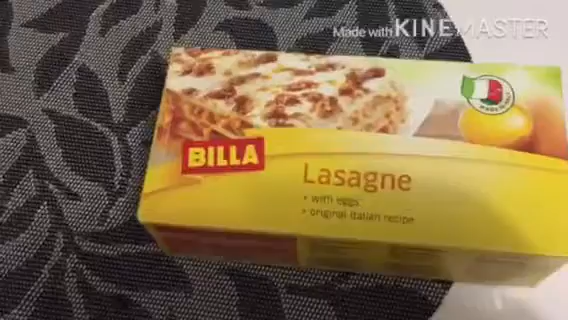 Made with KINEMASTER
BILLA
Lasagne
• with eggs
• original italian recipe